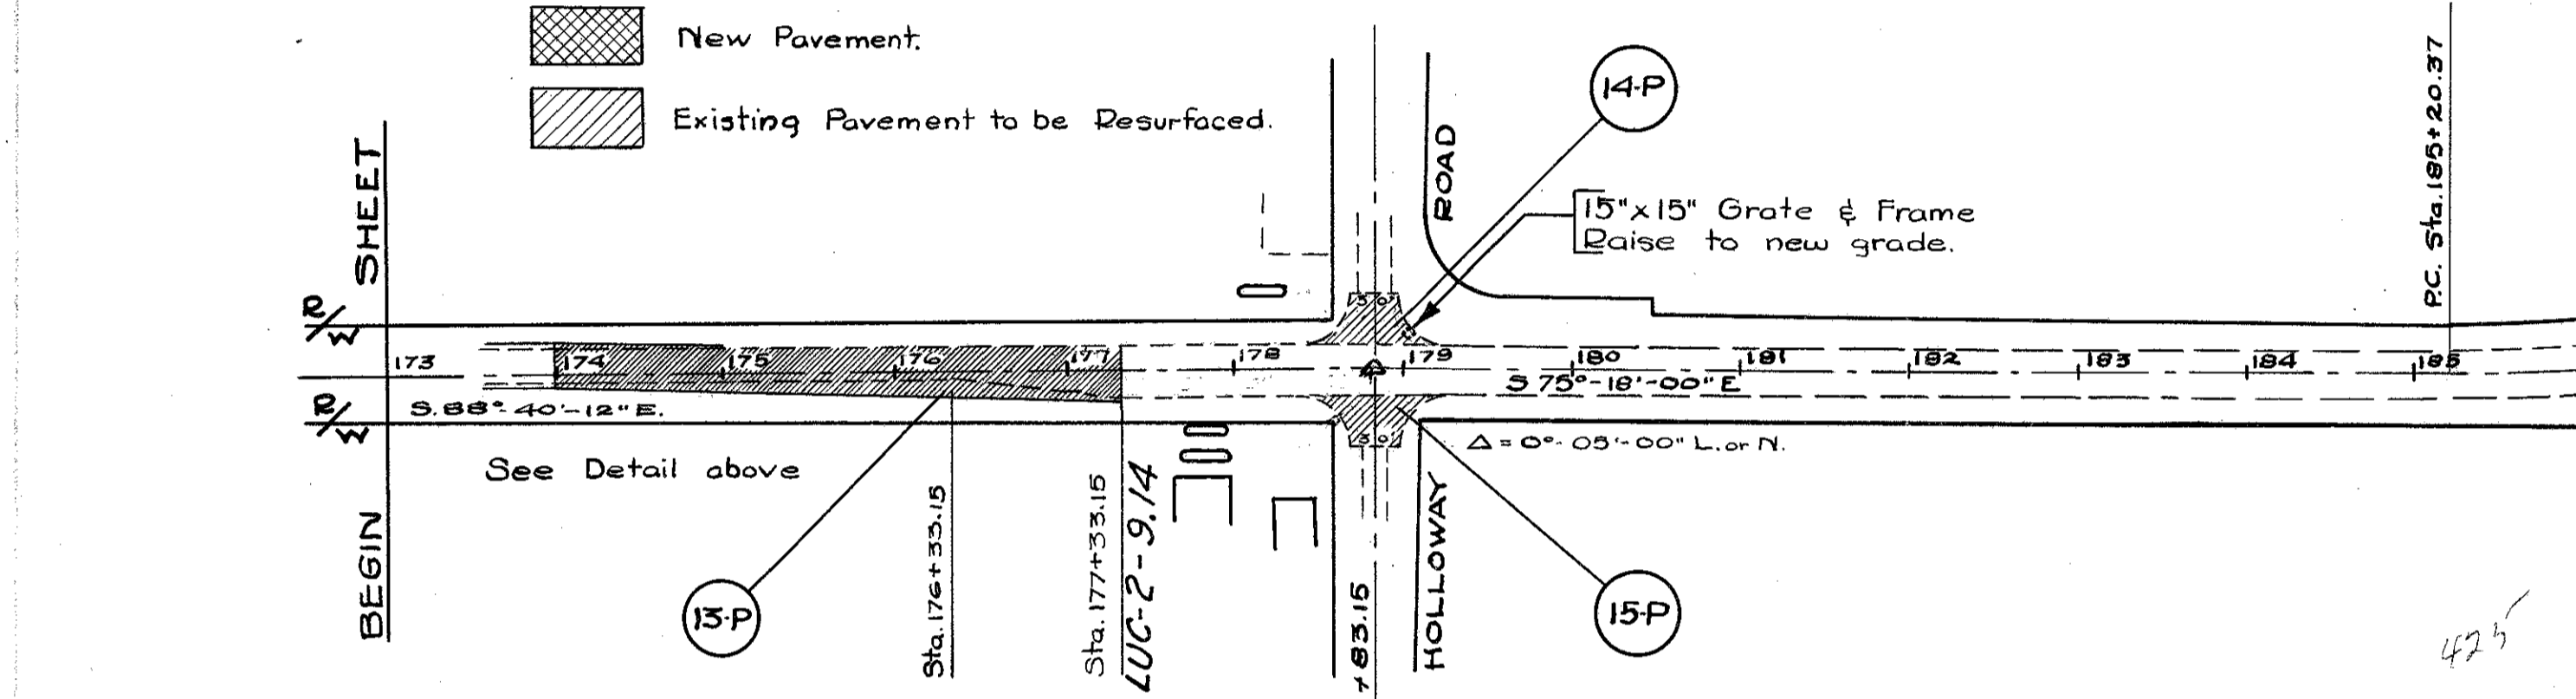 New Pavement.
Existing Pavement to be Resurfaced.
14-P
ROAD
15"x15" Grate & Frame
Raise to new grade.
P.C. Sta.185+20.37
SHEET
BEGIN
R/W
R/W
30'
173
174
175
176
177
178
179
180
181
182
183
184
185
S.88°-40'-12"E.
S 75°-18'-00"E
30'
Δ = 0°-05'-00" L.or N.
See Detail above
13-P
Sta.176+33.15
Sta.177+33.15
LUC-2-9.14
+83.15
HOLLOWAY
15-P
425